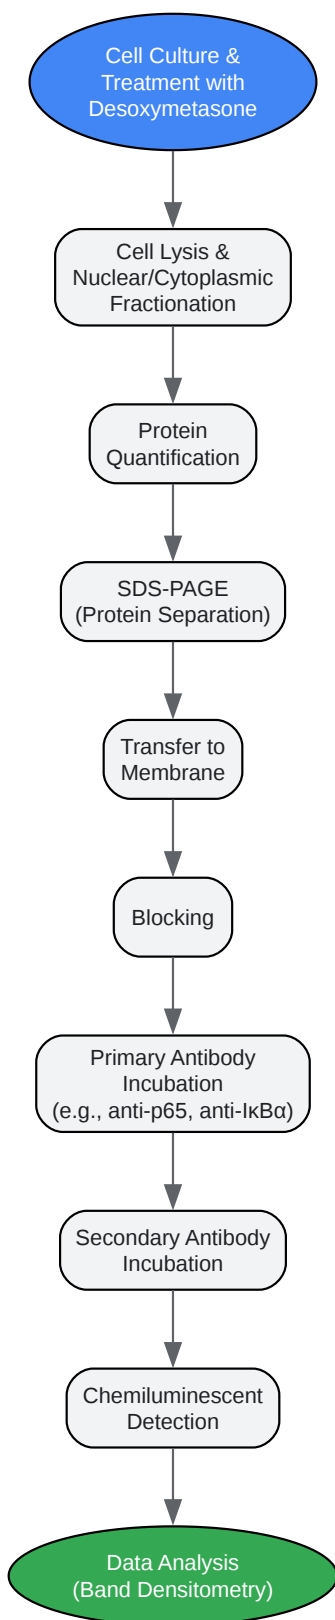 Cell Culture &
Treatment with
Desoxymetasone
Cell Lysis &
Nuclear/Cytoplasmic
Fractionation
Protein
Quantification
SDS-PAGE
(Protein Separation)
Transfer to
Membrane
Blocking
Primary Antibody
Incubation
(e.g., anti-p65, anti-IκBα)
Secondary Antibody
Incubation
Chemiluminescent
Detection
Data Analysis
(Band Densitometry)